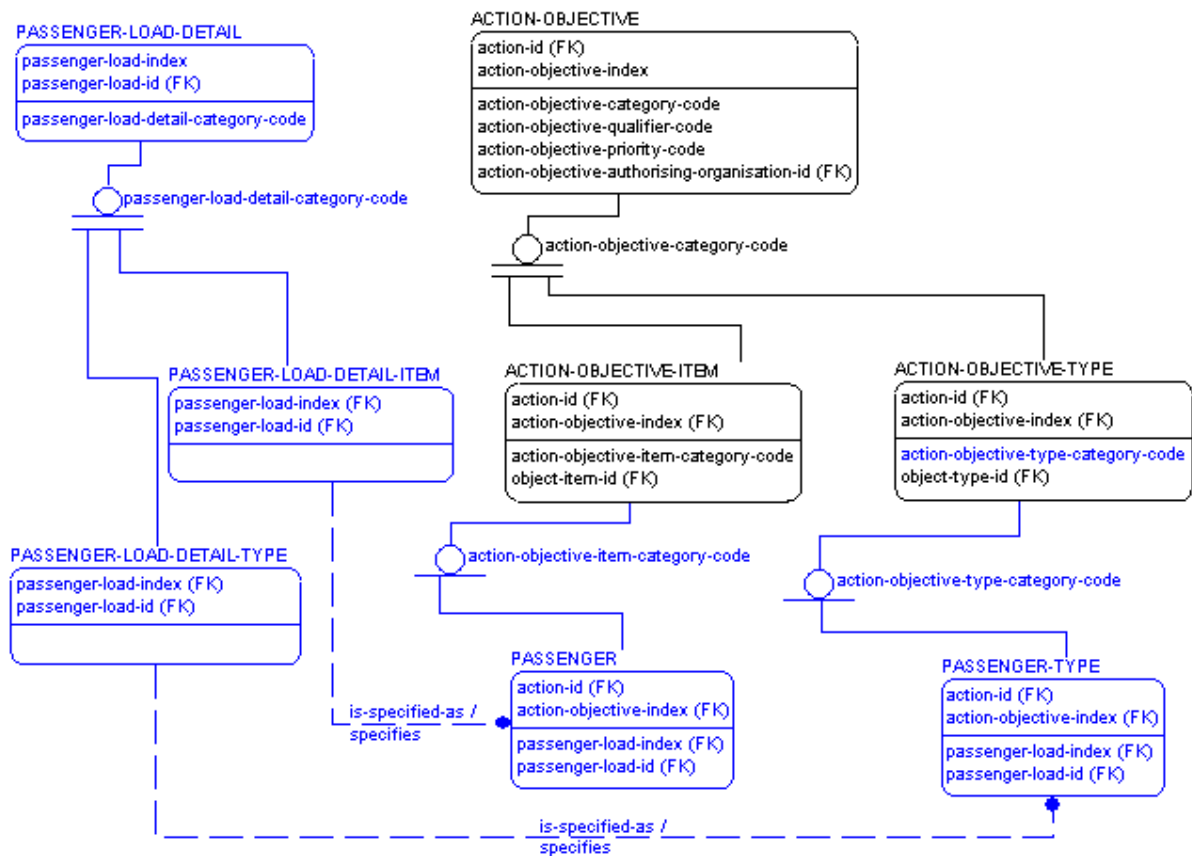 PASSENGER-LOAD-DETAIL
passenger-load-index
passenger-load-id (FK)
passenger-load-detail-category-code
passenger-load-detail-category-code
ACTION-OBJECTIVE
action-id (FK)
action-objective-index
action-objective-category-code
action-objective-qualifier-code
action-objective-priority-code
action-objective-authorising-organisation-id (FK)
action-objective-category-code
PASSENGER-LOAD-DETAIL-ITEM
passenger-load-index (FK)
passenger-load-id (FK)
ACTION-OBJECTIVE-ITEM
action-id (FK)
action-objective-index (FK)
action-objective-item-category-code
object-item-id (FK)
ACTION-OBJECTIVE-TYPE
action-id (FK)
action-objective-index (FK)
action-objective-type-category-code
object-type-id (FK)
PASSENGER-LOAD-DETAIL-TYPE
passenger-load-index (FK)
passenger-load-id (FK)
action-objective-item-category-code
action-objective-type-category-code
PASSENGER
action-id (FK)
action-objective-index (FK)
passenger-load-index (FK)
passenger-load-id (FK)
is-specified-as /
specifies
PASSENGER-TYPE
action-id (FK)
action-objective-index (FK)
passenger-load-index (FK)
passenger-load-id (FK)
is-specified-as /
specifies